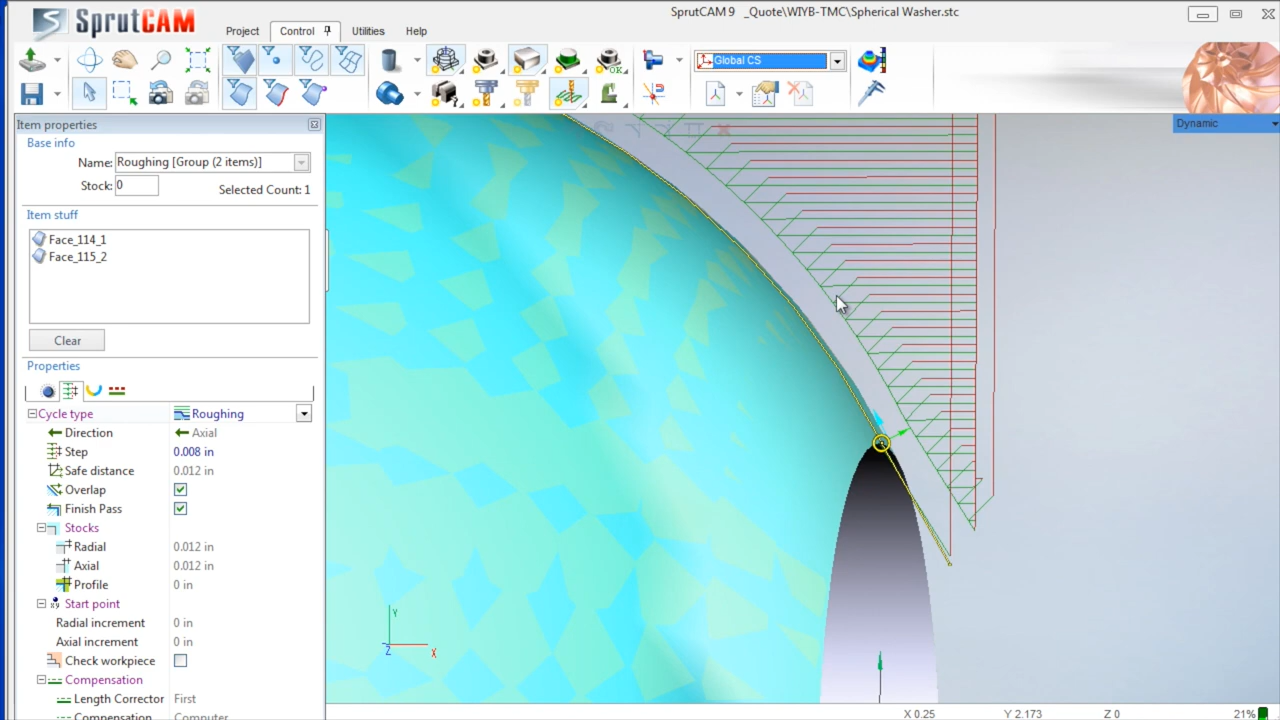 SprutCAM 9 _Quote\WIYB-TMC\Spherical Washer.stc
SprutCAM
Project Control Utilities Help
Global CS
OK
Item properties
Base info
Name: Roughing [Group (2 items)]
Stock: 0 Selected Count: 1
Item stuff
Face_114_1
Face_115_2
Clear
Properties
Cycle type Roughing
Direction Axial
Step 0.008 in
Safe distance 0.012 in
Overlap
Finish Pass
Stocks
Radial 0.012 in
Axial 0.012 in
Profile 0 in
Start point
Radial increment 0 in
Axial increment 0 in
Check workpiece
Compensation
Length Corrector First
Compensation Computer
Dynamic
Y
Z
X
X 0.25 Y 2.173 Z 0 21%